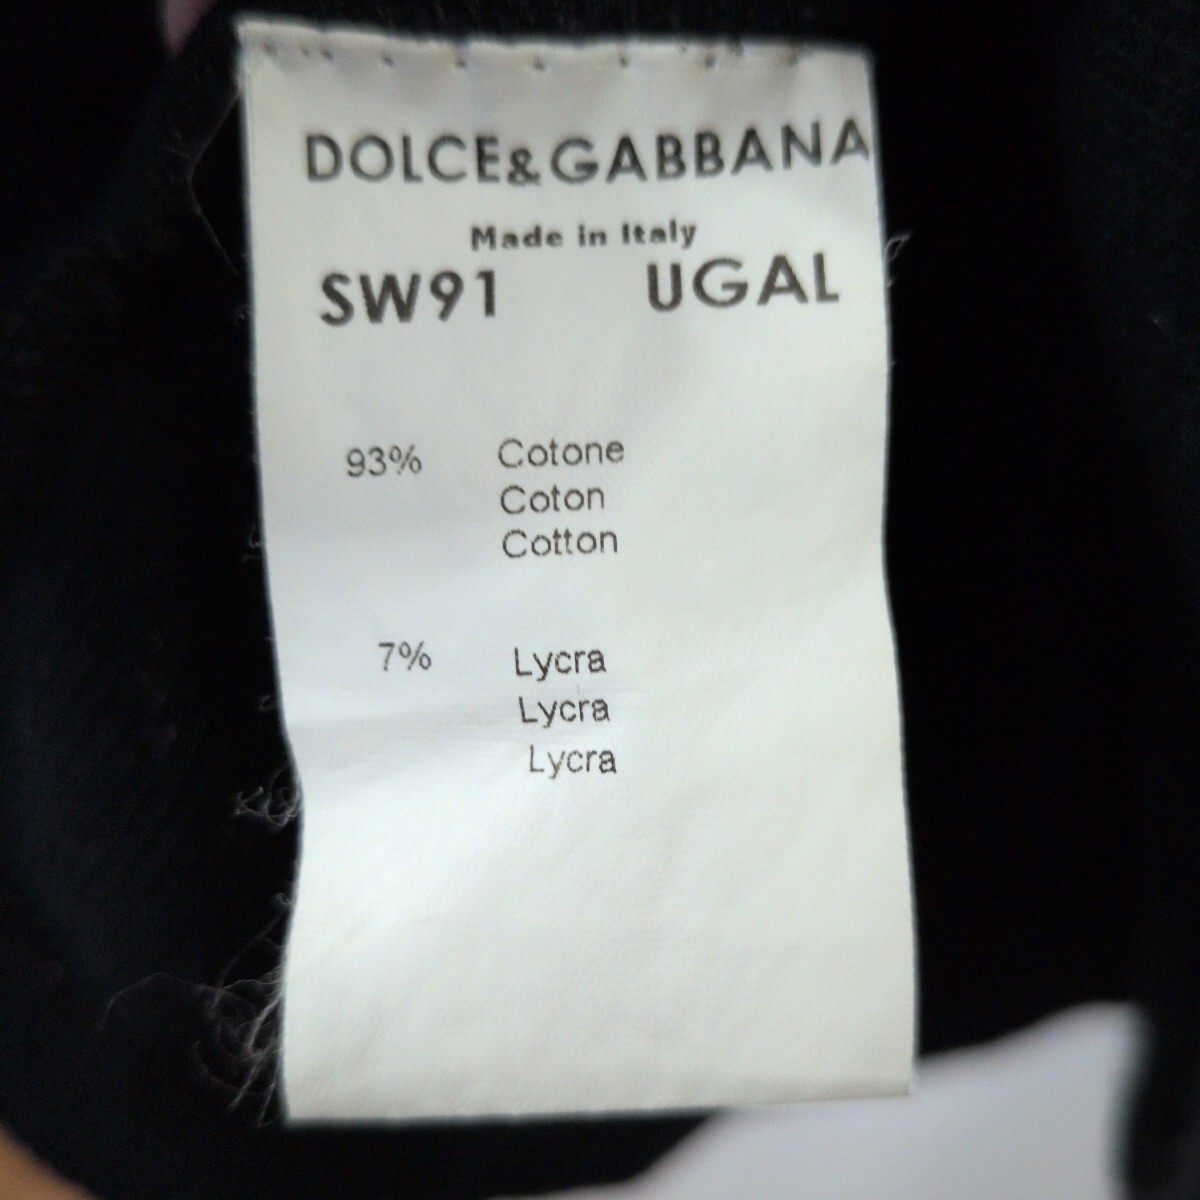 DOLCE&GABBANA
Made in Italy
SW91 UGAL
93% Cotone
Coton
Cotton
7% Lycra
Lycra
Lycra